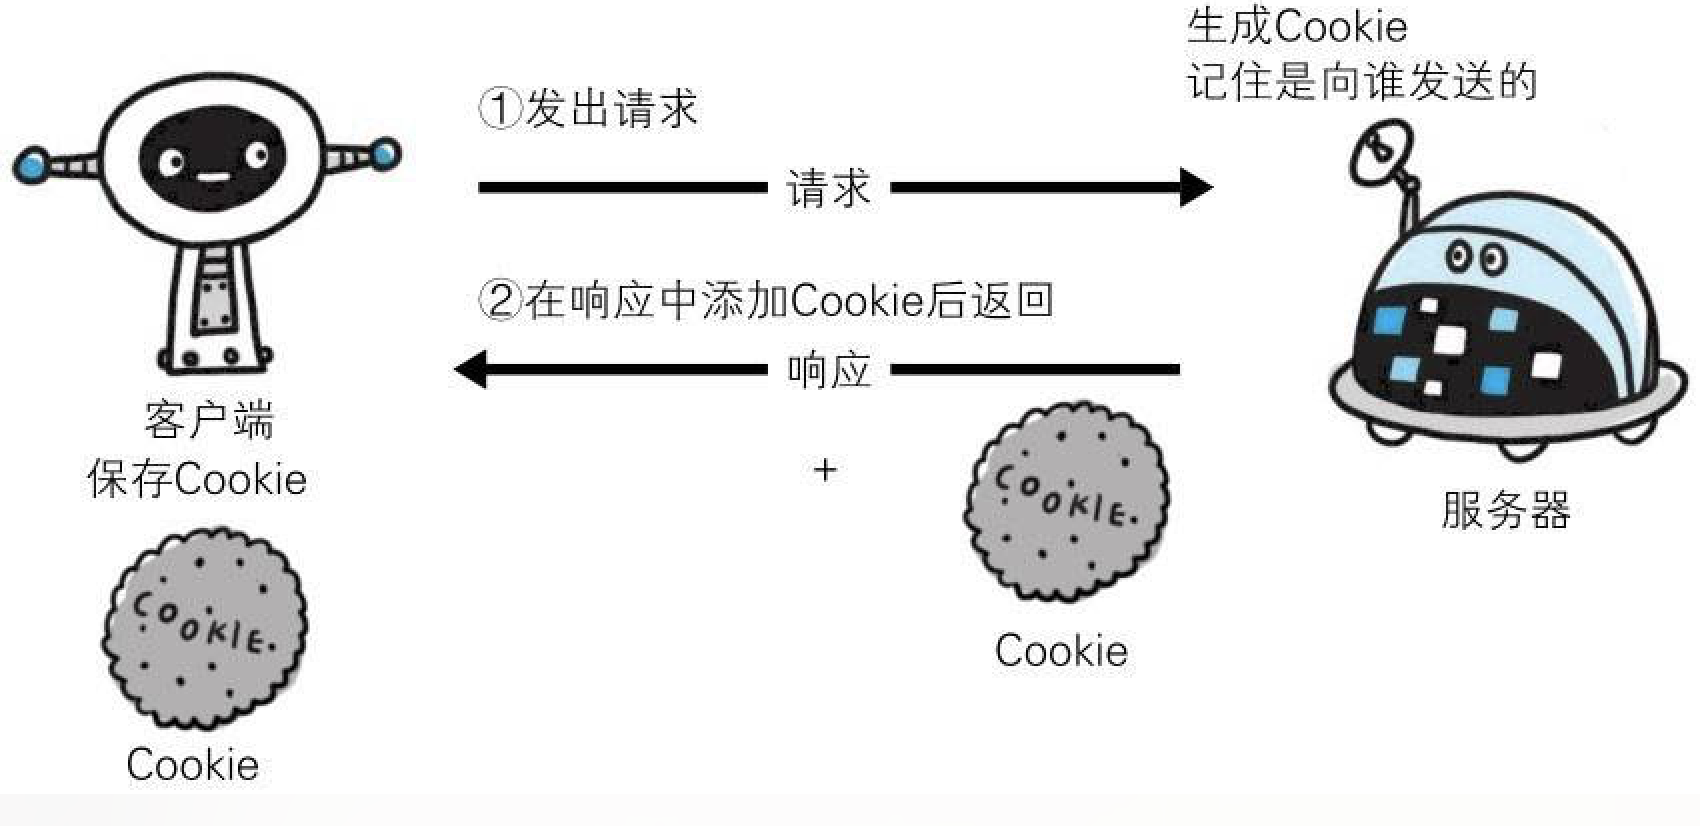 生成Cookie
记住是向谁发送的
①发出请求
请求
②在响应中添加Cookie后返回
响应
客户端
保存Cookie
+
COOKIE
Cookie
服务器
COOKIE
Cookie